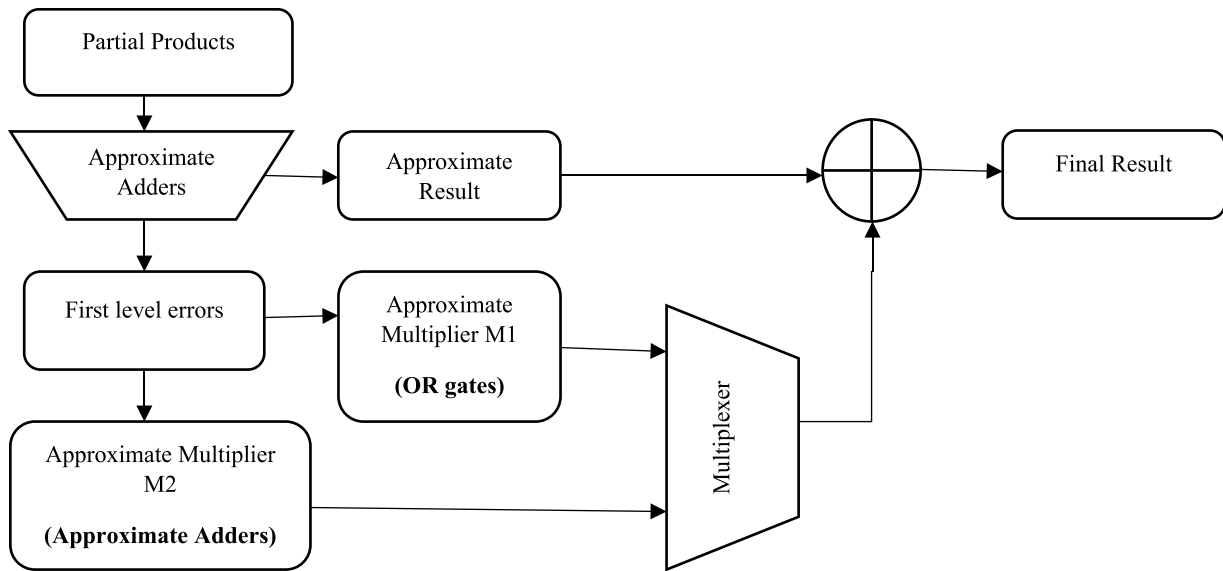 Partial Products
Approximate
Adders
Approximate
Result
Final Result
First level errors
Approximate
Multiplier M1
(OR gates)
Approximate Multiplier
M2
(Approximate Adders)
Multiplexer